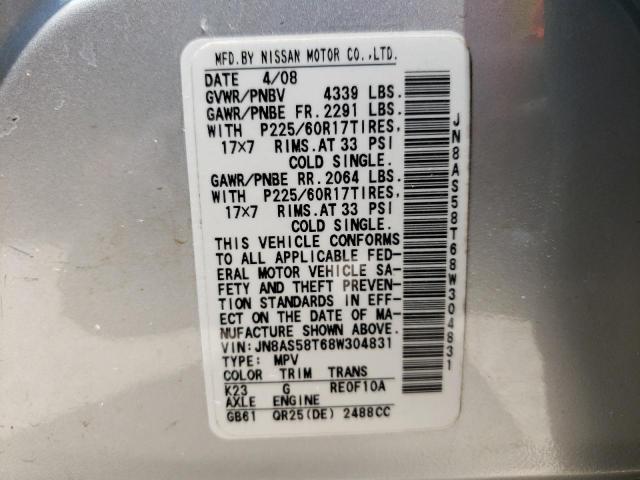 MFD.BY NISSAN MOTOR CO.,LTD.
DATE 4/08
GVWR/PNBV 4339 LBS.
GAWR/PNBE FR.2291 LBS.
WITH P225/60R17TIRES,
17×7 RIMS.AT 33 PSI
COLD SINGLE.
GAWR/PNBE RR.2064 LBS.
WITH P225/60R17TIRES,
17×7 RIMS.AT 33 PSI
COLD SINGLE.
THIS VEHICLE CONFORMS
TO ALL APPLICABLE FED-
ERAL MOTOR VEHICLE SA-
FETY AND THEFT PREVEN-
TION STANDARDS IN EFF-
ECT ON THE DATE OF MA-
NUFACTURE SHOWN ABOVE.
VIN:JN8AS58T68W304831
TYPE: MPV
COLOR TRIM TRANS
K23 G RE0F10A
AXLE ENGINE
GB61 QR25(DE) 2488CC
JN8AS58T68W304831